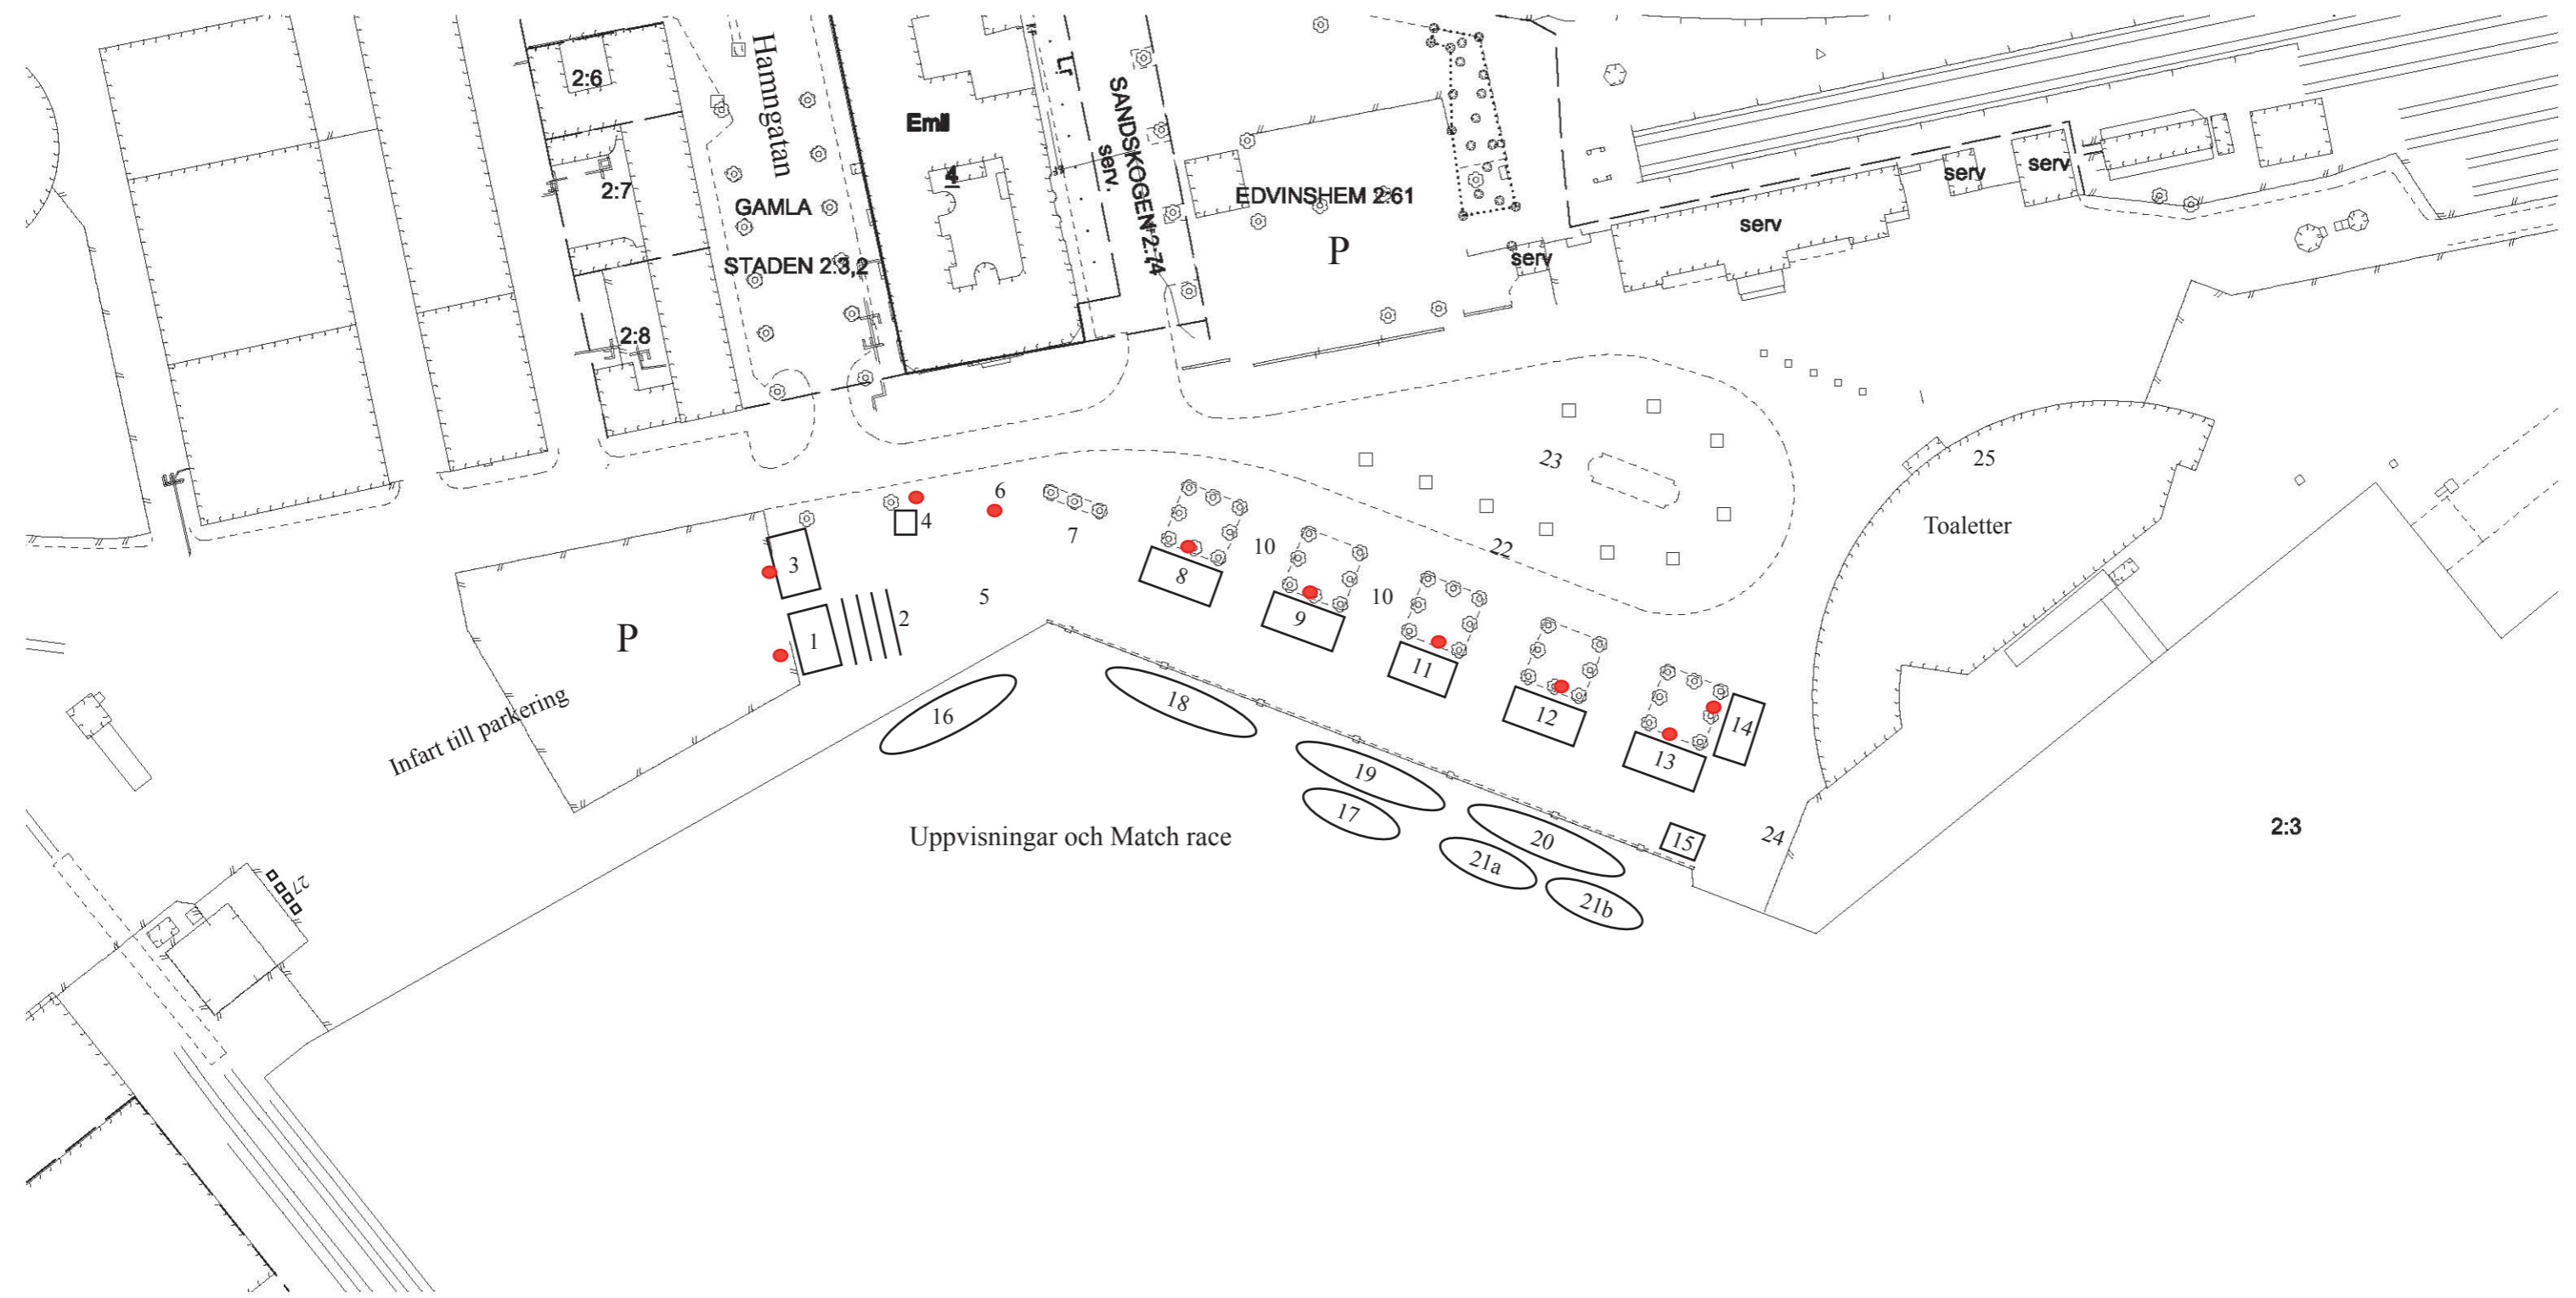 2:6
Hamngatan
Lr
Emil
SANDSKOGEN 2:74
serv.
4
2:7
GAMLA
STADEN 2:3,2
EDVINSHEM 2:61
P
serv
serv
serv
serv
2:8
23
25
6
4
Toaletter
7
10
22
3
8
5
10
9
2
1
P
11
Infart till parkering
16
18
12
14
13
19
17
Uppvisningar och Match race
20
15
24
2:3
21a
21b
27